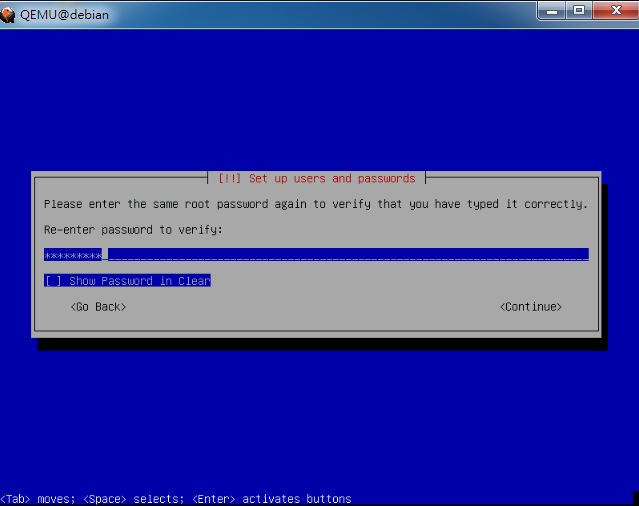 QEMU@debian
[!!] Set up users and passwords
Please enter the same root password again to verify that you have typed it correctly.
Re-enter password to verify:
*********
[ ] Show Password in Clear
<Go Back> <Continue>
<Tab> moves; <Space> selects; <Enter> activates buttons